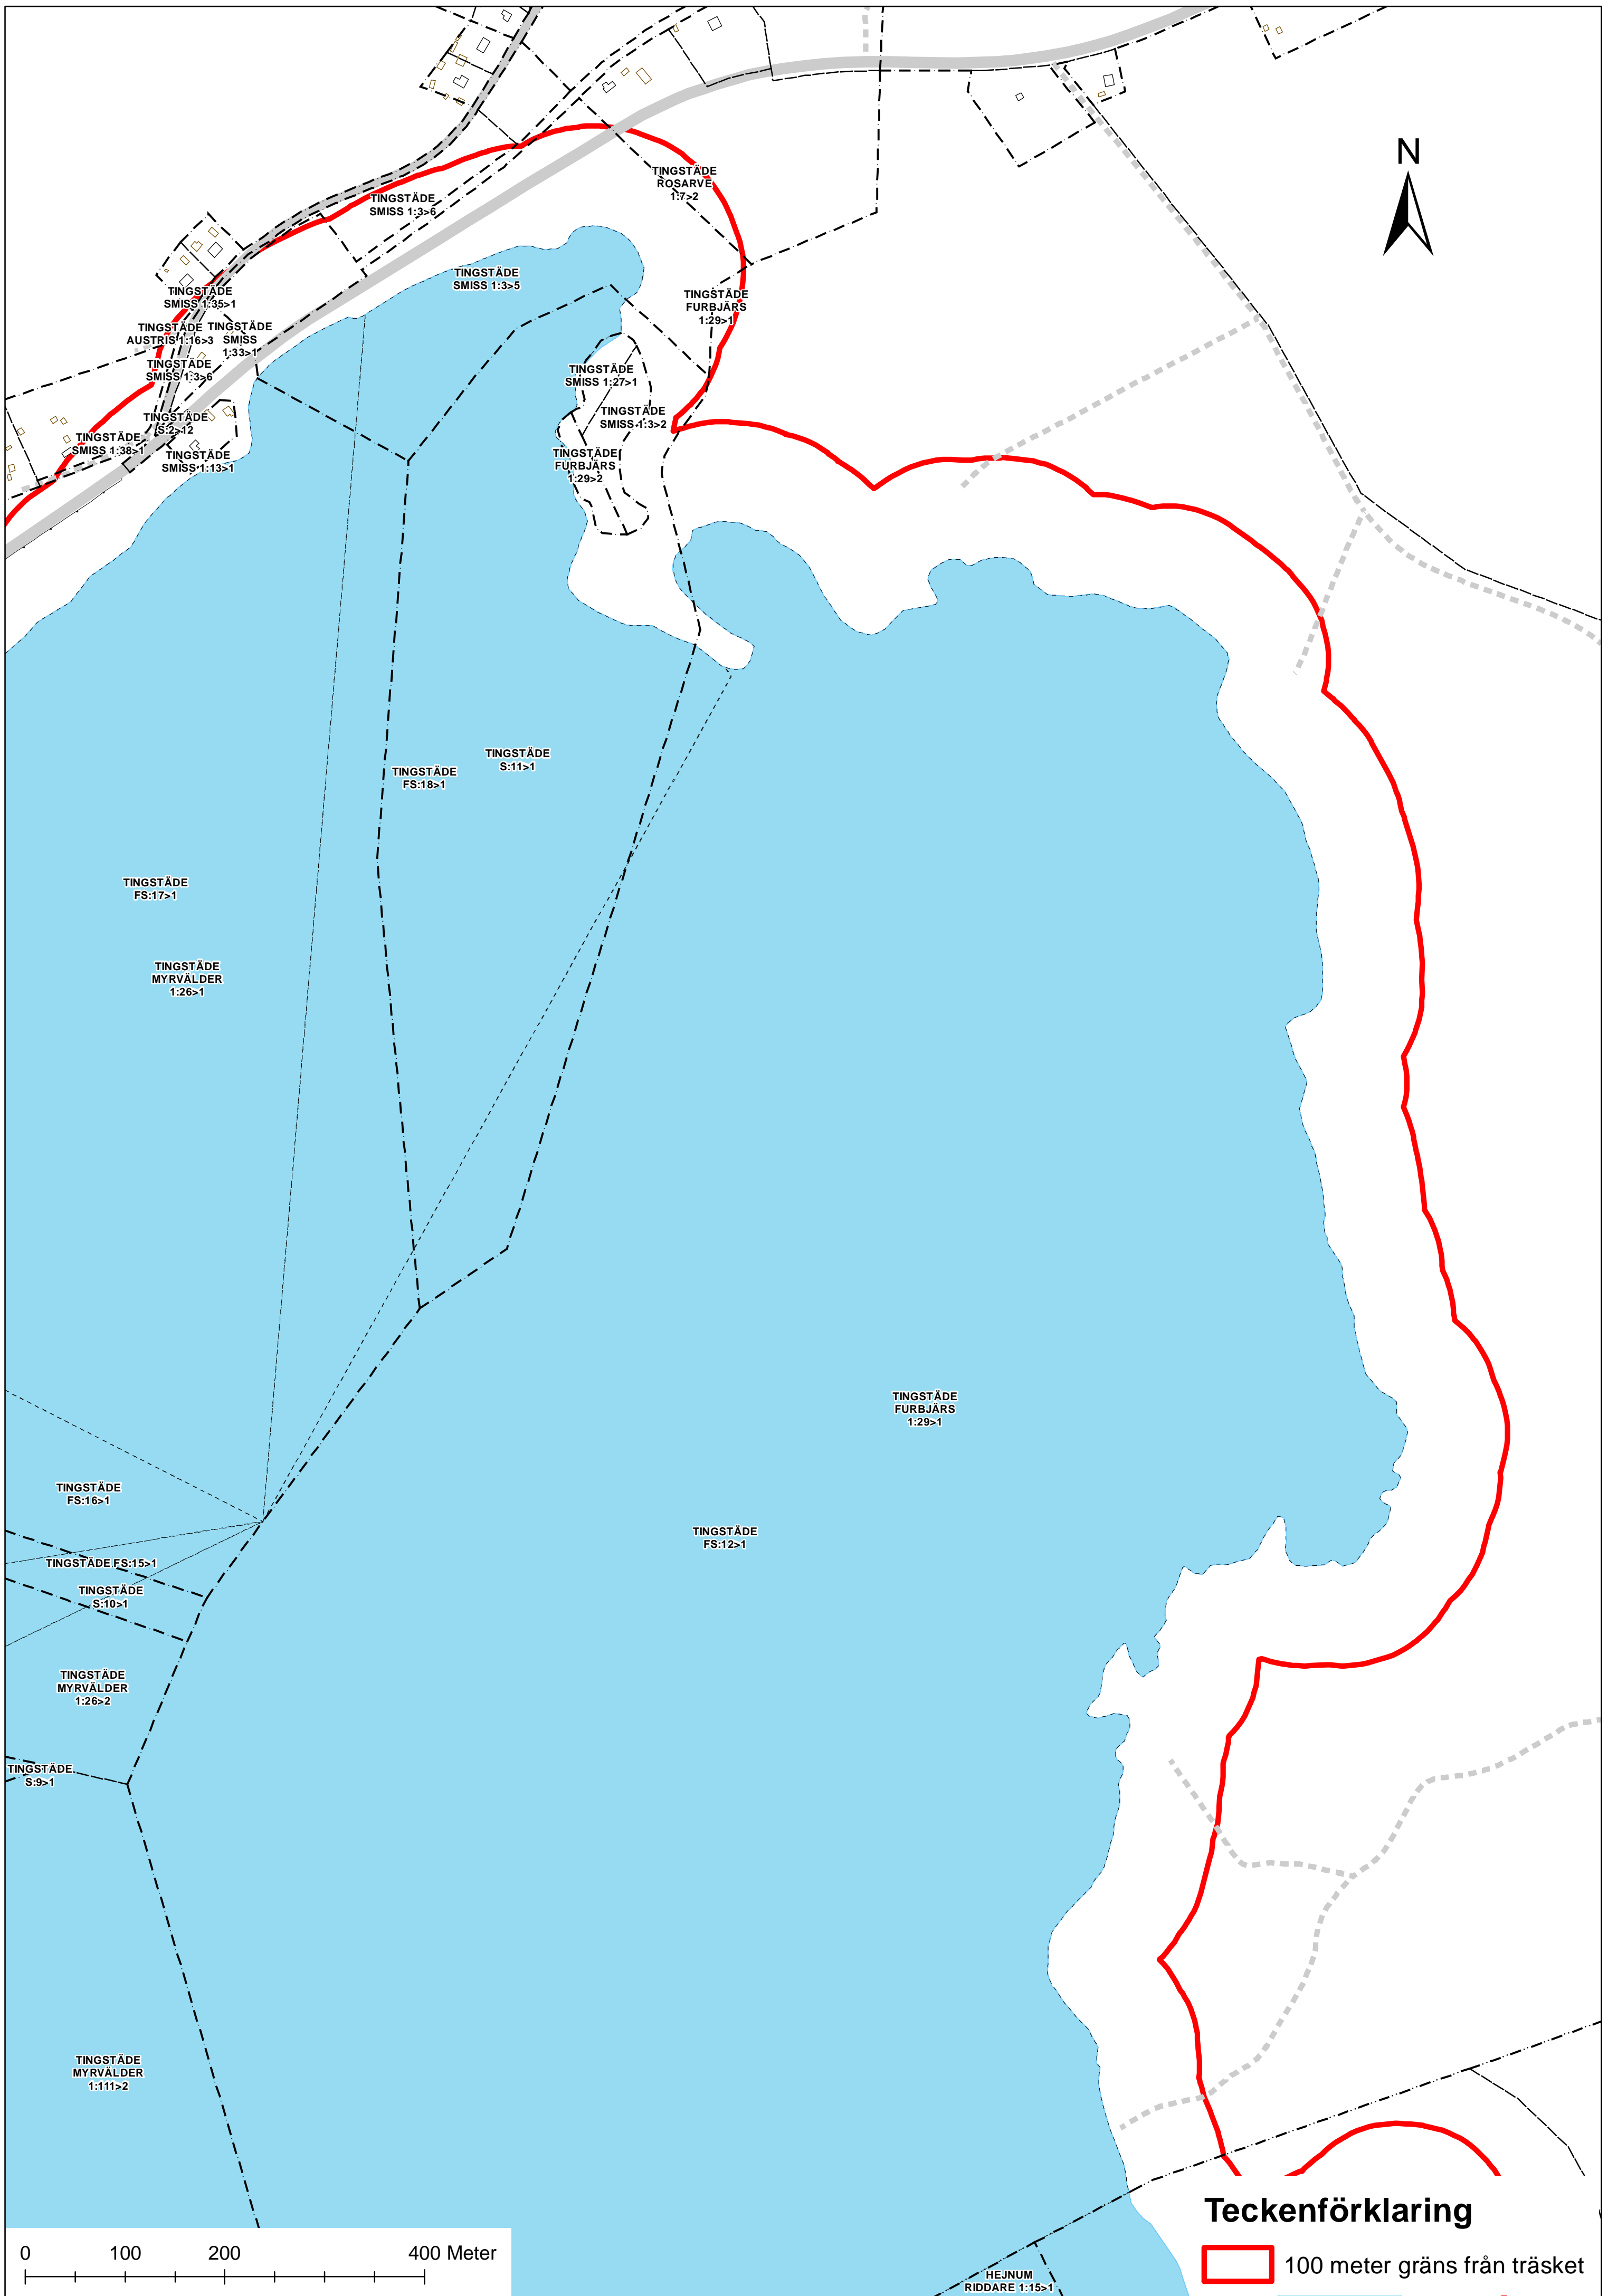 N
TINGSTÄDE
ROSARVE
1:7>2
TINGSTÄDE
SMISS 1:3>6
TINGSTÄDE
SMISS 1:3>5
TINGSTÄDE
SMISS 1:35>1
TINGSTÄDE
FURBJÄRS
1:29>1
TINGSTÄDE
AUSTRIS 1:16>3
TINGSTÄDE
SMISS
1:33>1
TINGSTÄDE
SMISS 1:3>6
TINGSTÄDE
SMISS 1:27>1
TINGSTÄDE
SMISS 1:3>2
TINGSTÄDE
S:2>12
TINGSTÄDE
SMISS 1:38>1
TINGSTÄDE
SMISS 1:13>1
TINGSTÄDE
FURBJÄRS
1:29>2
TINGSTÄDE
S:11>1
TINGSTÄDE
FS:18>1
TINGSTÄDE
FS:17>1
TINGSTÄDE
MYRVÄLDER
1:26>1
TINGSTÄDE
FURBJÄRS
1:29>1
TINGSTÄDE
FS:16>1
TINGSTÄDE
FS:12>1
TINGSTÄDE FS:15>1
TINGSTÄDE
S:10>1
TINGSTÄDE
MYRVÄLDER
1:26>2
TINGSTÄDE
S:9>1
TINGSTÄDE
MYRVÄLDER
1:111>2
Teckenförklaring
100 meter gräns från träsket
0 100 200 400 Meter
HEJNUM
RIDDARE 1:15>1